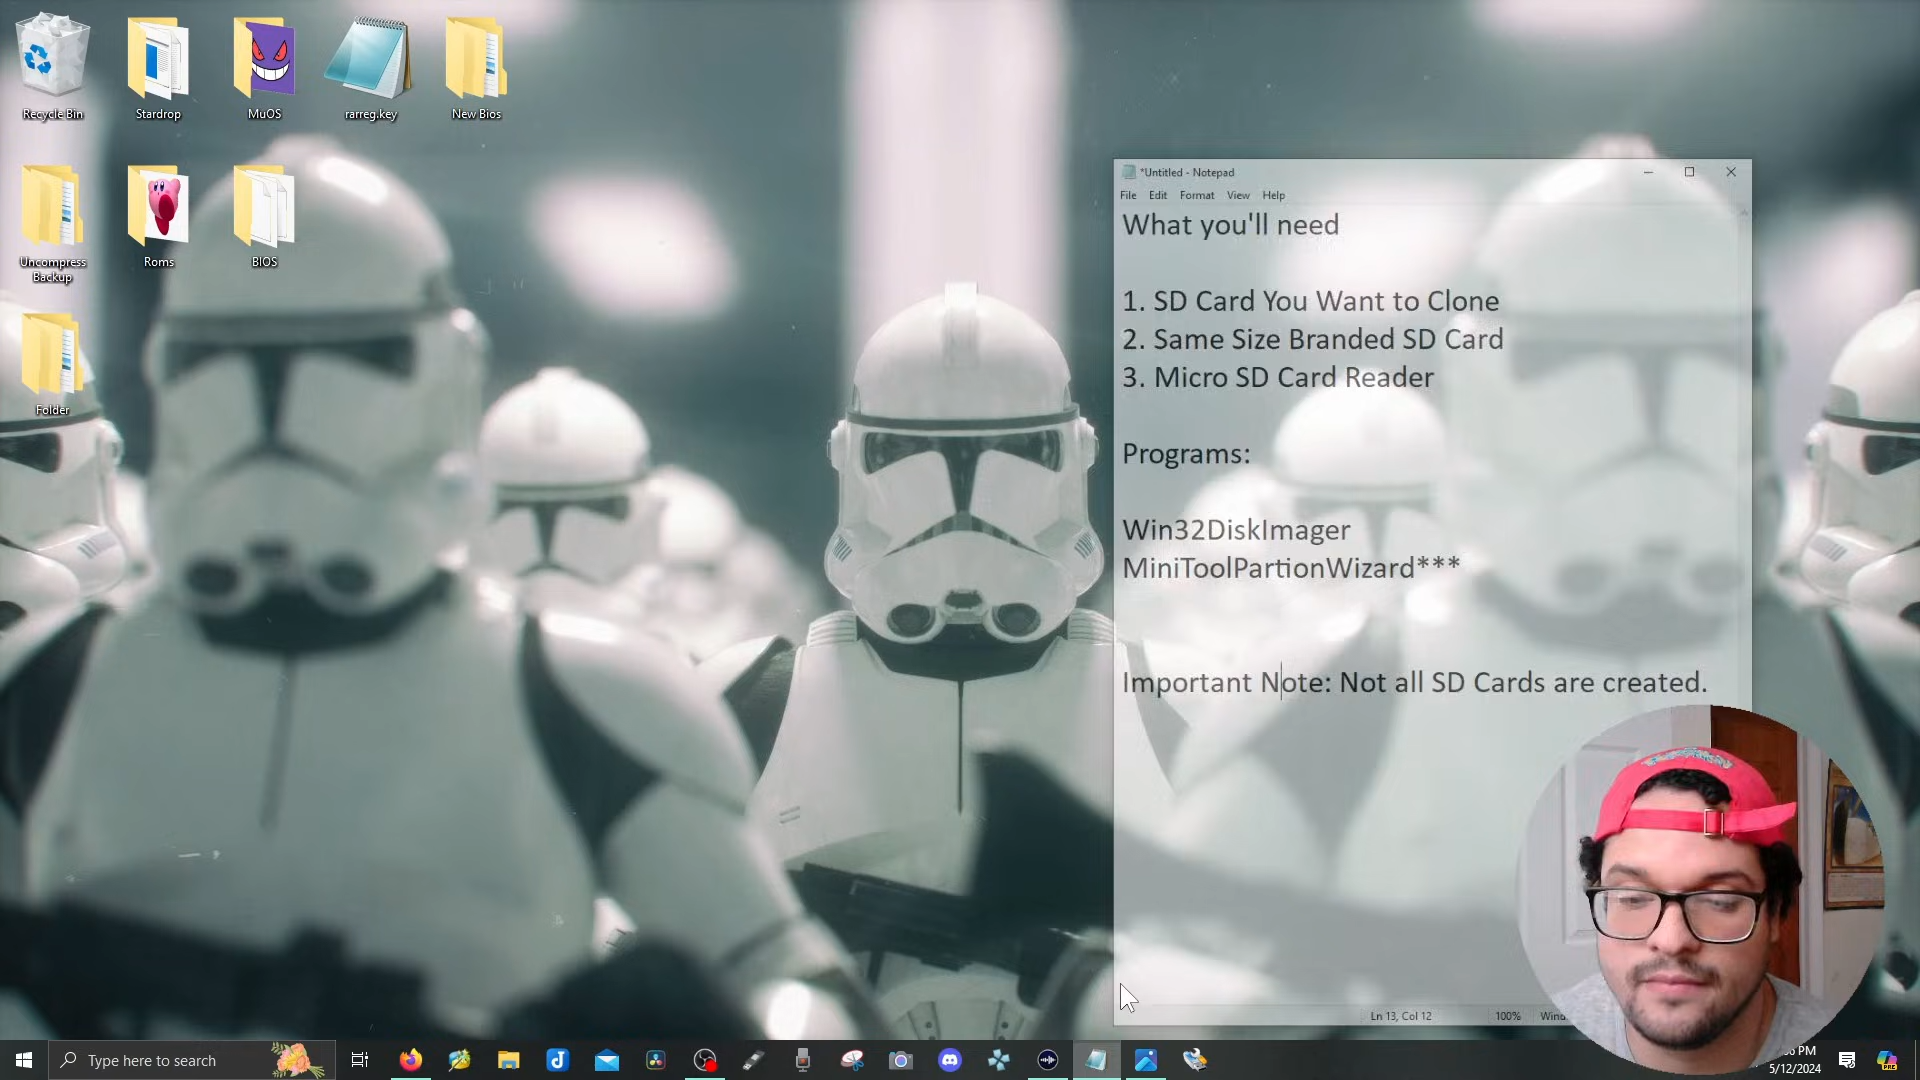 Recycle Bin
Stardrop
MuOS
rarreg.key
New Bios
Uncompress
Backup
Roms
BIOS
Folder
*Untitled - Notepad
File Edit Format View Help
What you'll need
1. SD Card You Want to Clone
2. Same Size Branded SD Card
3. Micro SD Card Reader
Programs:
Win32DiskImager
MiniToolPartionWizard***
Important Note: Not all SD Cards are created.
Ln 13, Col 12
100%
Type here to search
PM
5/12/2024